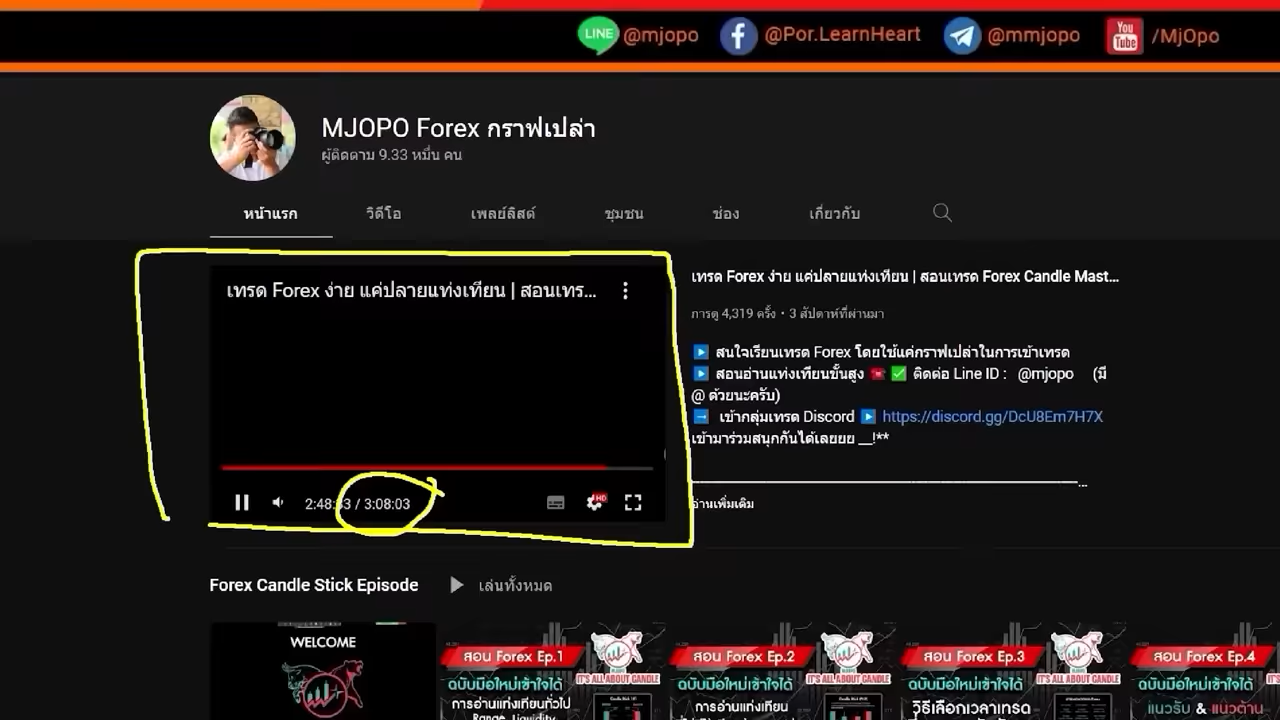 LINE @mjopo @Por.LearnHeart @mmjopo You Tube /MjOpo
MJOPO Forex กราฟเปล่า
ผู้ติดตาม 9.33 หมื่น คน
หน้าแรก วิดีโอ เพลย์ลิสต์ ชุมชน ช่อง เกี่ยวกับ
เทรด Forex ง่าย แค่ปลายแท่งเทียน | สอนเทร...
2:48:33 / 3:08:03
HD
เทรด Forex ง่าย แค่ปลายแท่งเทียน | สอนเทรด Forex Candle Mast...
การดู 4,319 ครั้ง • 3 สัปดาห์ที่ผ่านมา
สนใจเรียนเทรด Forex โดยใช้แค่กราฟเปล่าในการเข้าเทรด
สอนอ่านแท่งเทียนขั้นสูง ☎️ ✅ ติดต่อ Line ID : @mjopo (มี
@ ด้วยนะครับ)
เข้ากลุ่มเทรด Discord https://discord.gg/DcU8Em7H7X
เข้ามาร่วมสนุกกันได้เลยยย __!**
อ่านเพิ่มเติม
Forex Candle Stick Episode เล่นทั้งหมด
WELCOME
สอน Forex Ep.1
IT'S ALL ABOUT CANDLE
ฉบับมือใหม่เข้าใจได้
การอ่านแท่งเทียนทั่วไป
Range, Liquidity
สอน Forex Ep.2
IT'S ALL ABOUT CANDLE
ฉบับมือใหม่เข้าใจได้
การอ่านแท่งเทียน
สอน Forex Ep.3
IT'S ALL ABOUT CANDLE
ฉบับมือใหม่เข้าใจได้
วิธีเลือกเวลาเทรด
สอน Forex Ep.4
ฉบับมือใหม่เข้าใจได้
แนวรับ & แนวต้าน